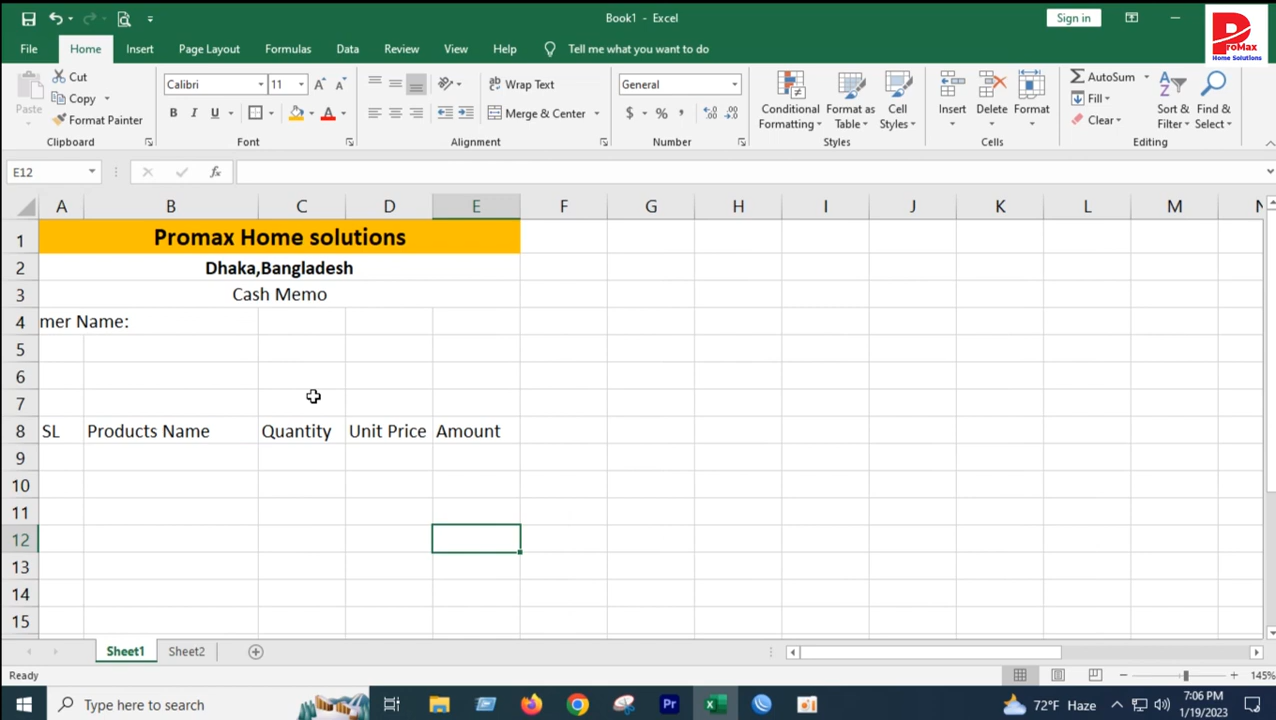 Book1 - Excel
Sign in
ProMax
Home Solutions
File Home Insert Page Layout Formulas Data Review View Help Tell me what you want to do
Paste
Cut
Copy
Format Painter
Clipboard
Calibri 11
B I U
Font
Wrap Text
Merge & Center
Alignment
General
$ % ,
Number
Conditional
Formatting
Format as
Table
Cell
Styles
Styles
Insert
Delete
Format
Cells
AutoSum
Fill
Clear
Sort &
Filter
Find &
Select
Editing
E12
fx
A B C D E F G H I J K L M N
1 Promax Home solutions
2 Dhaka,Bangladesh
3 Cash Memo
4 mer Name:
5
6
7
8 SL Products Name Quantity Unit Price Amount
9
10
11
12
13
14
15
Sheet1 Sheet2
Ready
145%
Type here to search
Pr
72°F Haze
7:06 PM
1/19/2023